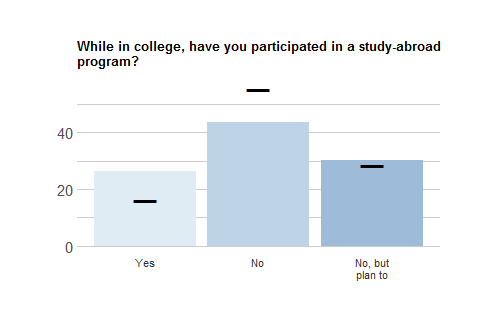 While in college, have you participated in a study-abroad
program?
40
20
0
Yes
No
No, but
plan to